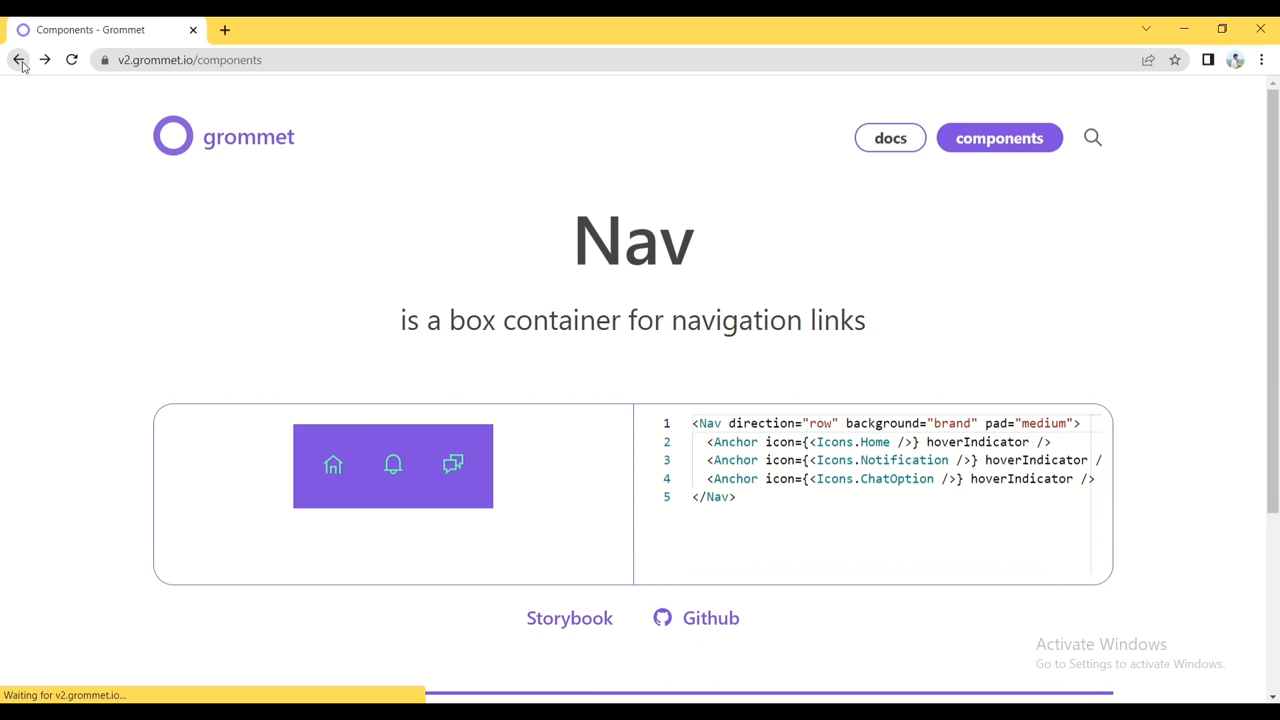 Components - Grommet
v2.grommet.io/components
grommet
docs
components
Nav
is a box container for navigation links
1 <Nav direction="row" background="brand" pad="medium">
2 <Anchor icon={<Icons.Home />} hoverIndicator />
3 <Anchor icon={<Icons.Notification />} hoverIndicator /
4 <Anchor icon={<Icons.ChatOption />} hoverIndicator />
5 </Nav>
Storybook
Github
Activate Windows
Go to Settings to activate Windows.
Waiting for v2.grommet.io...